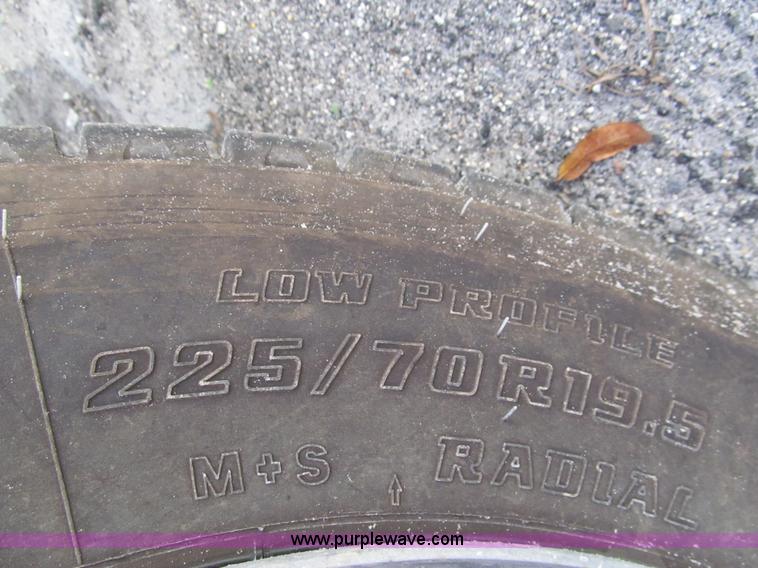 LOW PROFILE
225/70R19.5
M+S RADIAL
www.purplewave.com